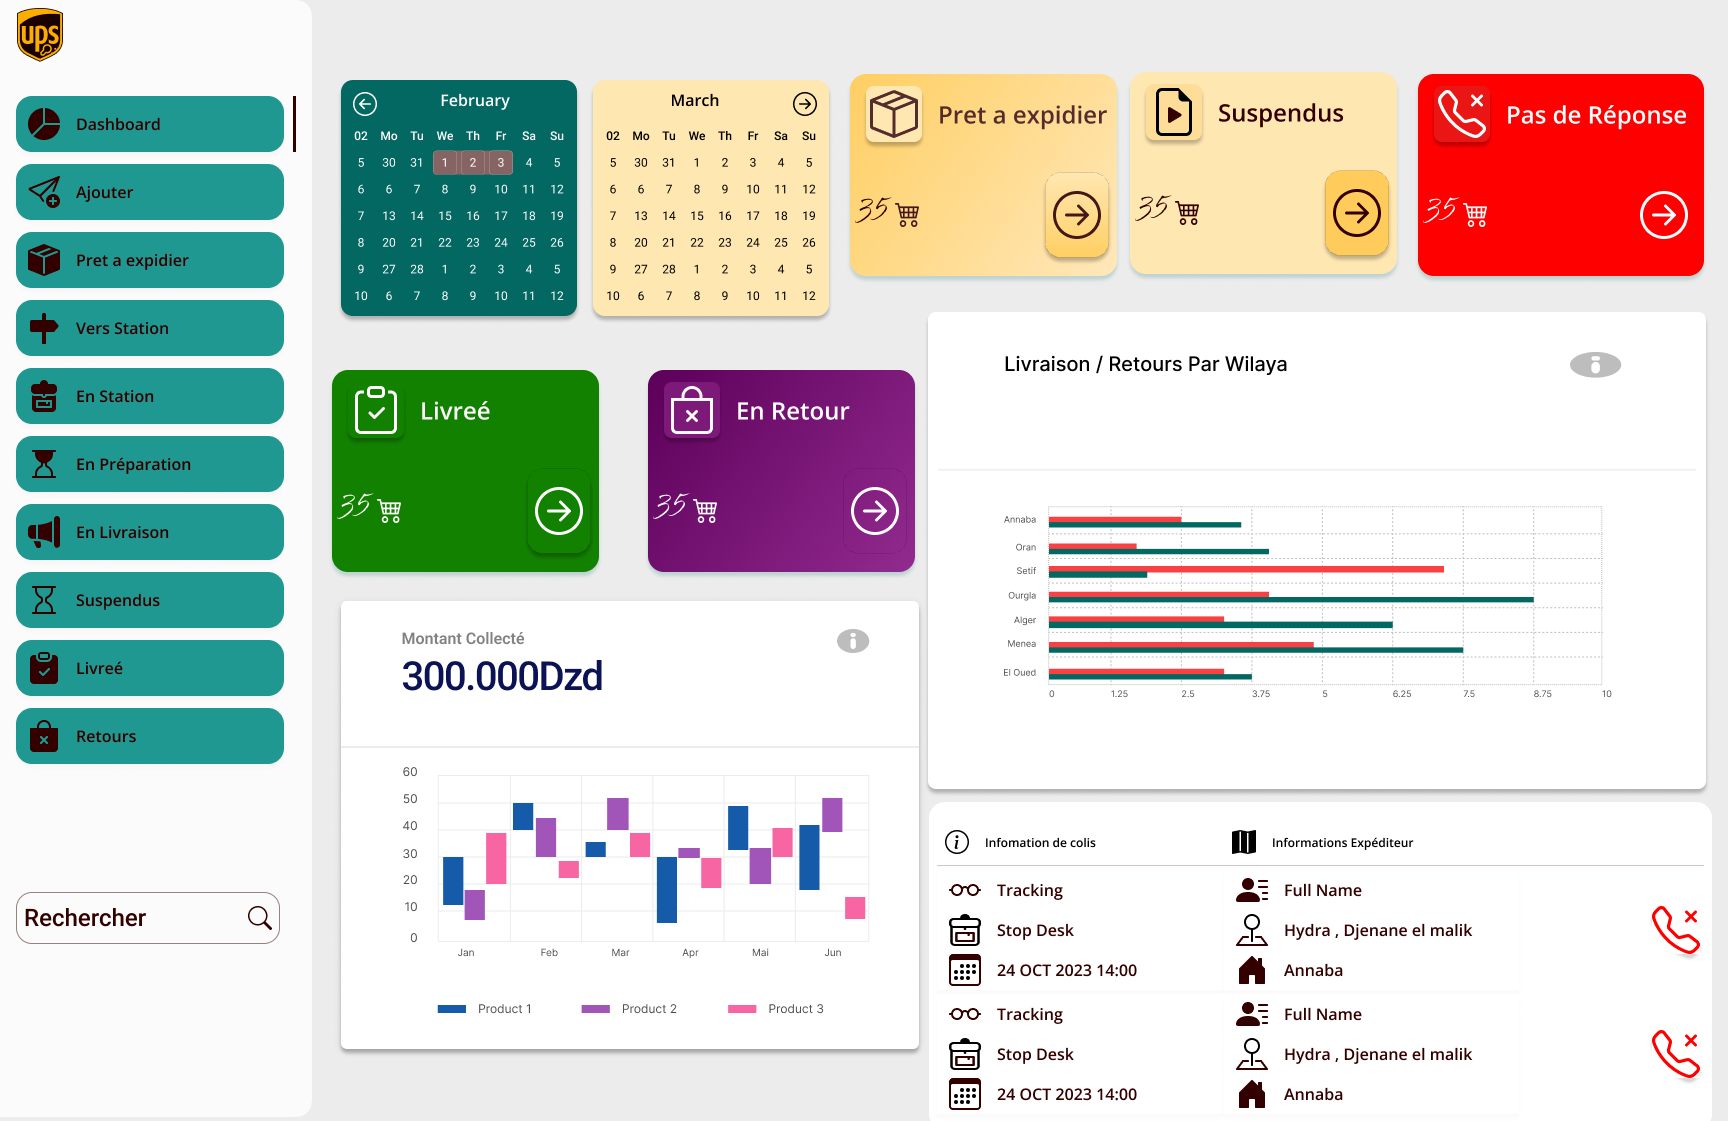 ups
Dashboard
Ajouter
Pret a expidier
Vers Station
En Station
En Préparation
En Livraison
Suspendus
Livreé
Retours
Rechercher
February
02 Mo Tu We Th Fr Sa Su
5 30 31 1 2 3 4 5
6 6 7 8 9 10 11 12
7 13 14 15 16 17 18 19
8 20 21 22 23 24 25 26
9 27 28 1 2 3 4 5
10 6 7 8 9 10 11 12
March
02 Mo Tu We Th Fr Sa Su
5 30 31 1 2 3 4 5
6 6 7 8 9 10 11 12
7 13 14 15 16 17 18 19
8 20 21 22 23 24 25 26
9 27 28 1 2 3 4 5
10 6 7 8 9 10 11 12
Pret a expidier
35
Suspendus
35
Pas de Réponse
35
Livreé
35
En Retour
35
Livraison / Retours Par Wilaya
Annaba
Oran
Setif
Ourgla
Alger
Menea
El Oued
0 1.25 2.5 3.75 5 6.25 7.5 8.75 10
Montant Collecté
300.000Dzd
60
50
40
30
20
10
0
Jan Feb Mar Apr Mai Jun
Product 1 Product 2 Product 3
Infomation de colis Informations Expéditeur
Tracking Full Name
Stop Desk Hydra , Djenane el malik
24 OCT 2023 14:00 Annaba
Tracking Full Name
Stop Desk Hydra , Djenane el malik
24 OCT 2023 14:00 Annaba